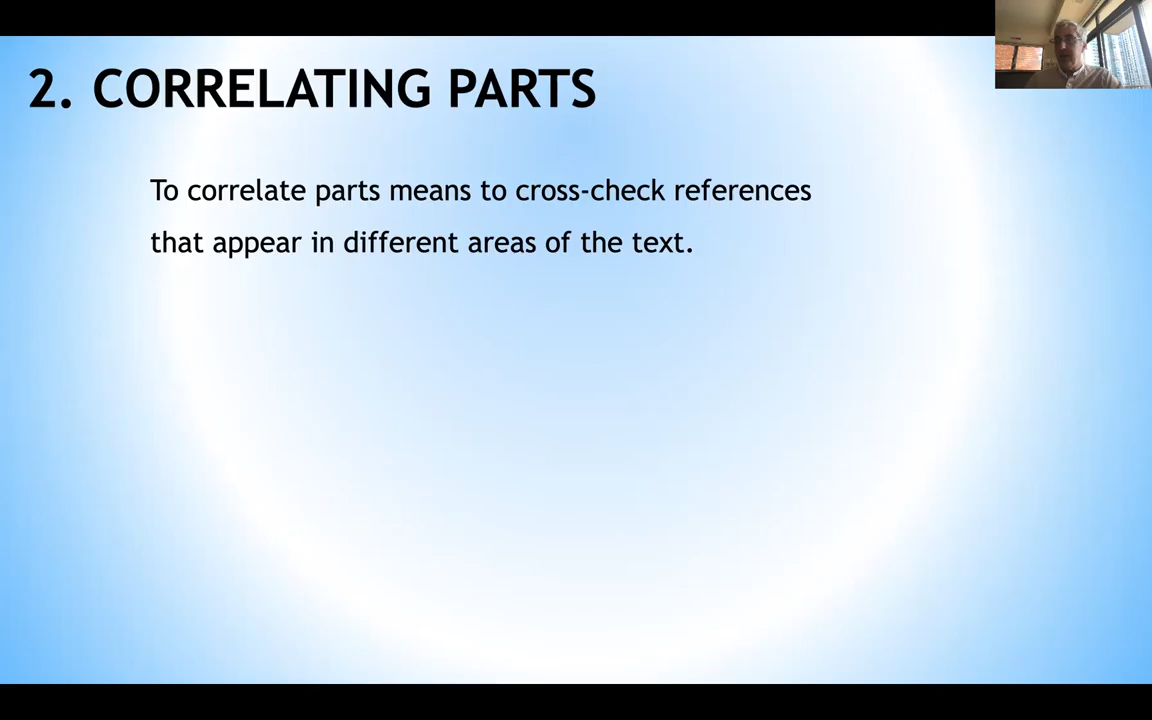 2. CORRELATING PARTS
To correlate parts means to cross-check references
that appear in different areas of the text.